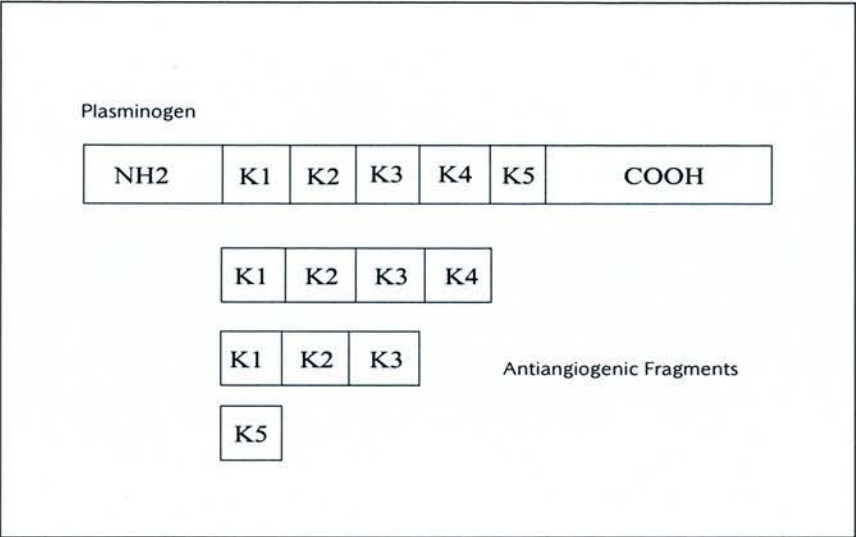 Plasminogen
NH2 K1 K2 K3 K4 K5 COOH
K1 K2 K3 K4
K1 K2 K3
Antiangiogenic Fragments
K5